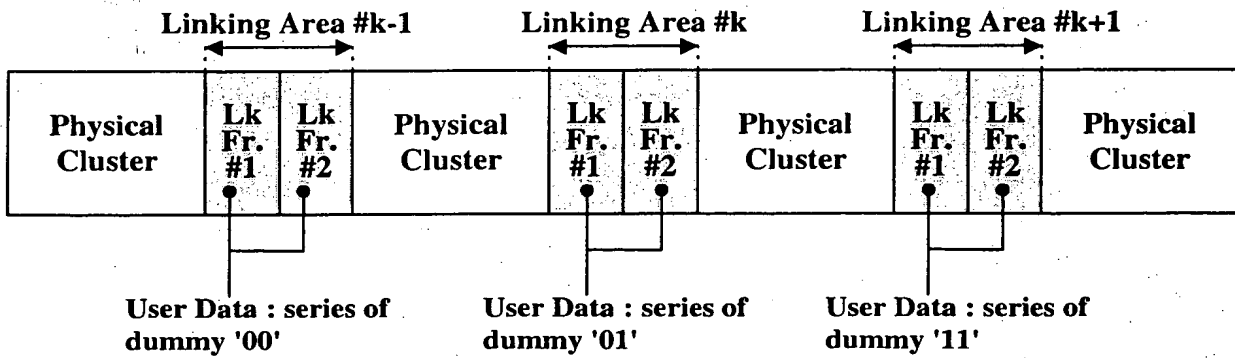 Linking Area #k-1
Linking Area #k
Linking Area #k+1
Physical
Cluster
Lk
Fr.
#1
Lk
Fr.
#2
Physical
Cluster
Lk
Fr.
#1
Lk
Fr.
#2
Physical
Cluster
Lk
Fr.
#1
Lk
Fr.
#2
Physical
Cluster
User Data : series of
dummy '00'
User Data : series of
dummy '01'
User Data : series of
dummy '11'